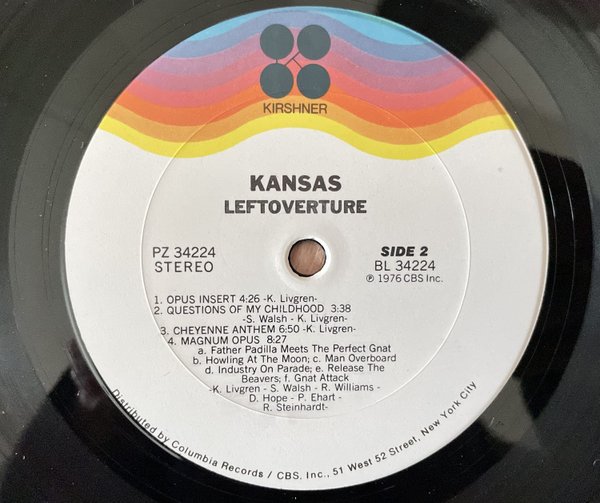 KIRSHNER
KANSAS
LEFTOVERTURE
PZ 34224
STEREO
SIDE 2
BL 34224
℗ 1976 CBS Inc.
1. OPUS INSERT 4:26 -K. Livgren-
2. QUESTIONS OF MY CHILDHOOD 3:38
-S. Walsh - K. Livgren-
3. CHEYENNE ANTHEM 6:50 -K. Livgren-
4. MAGNUM OPUS 8:27
a. Father Padilla Meets The Perfect Gnat
b. Howling At The Moon; c. Man Overboard
d. Industry On Parade; e. Release The
Beavers; f. Gnat Attack
-K. Livgren - S. Walsh - R. Williams -
D. Hope - P. Ehart -
R. Steinhardt-
Distributed by Columbia Records / CBS, Inc., 51 West 52 Street, New York City